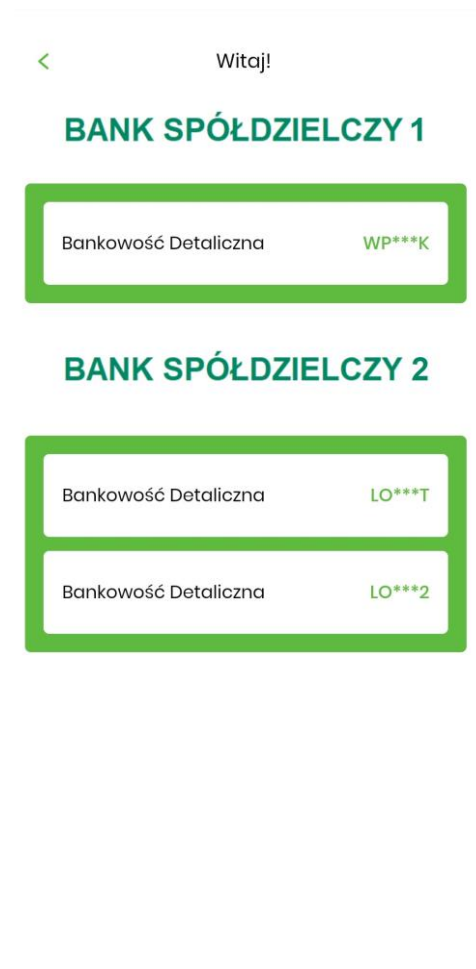 Witaj!
BANK SPÓŁDZIELCZY 1
Bankowość Detaliczna WP***K
BANK SPÓŁDZIELCZY 2
Bankowość Detaliczna LO***T
Bankowość Detaliczna LO***2